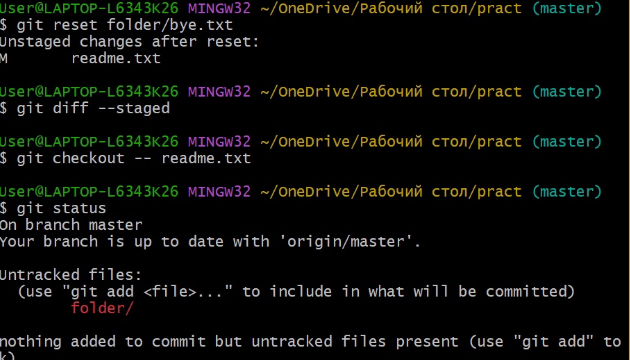 User@LAPTOP-L6343K26 MINGW32 ~/OneDrive/Рабочий стол/pract (master)
$ git reset folder/bye.txt
Unstaged changes after reset:
M       readme.txt
User@LAPTOP-L6343K26 MINGW32 ~/OneDrive/Рабочий стол/pract (master)
$ git diff --staged
User@LAPTOP-L6343K26 MINGW32 ~/OneDrive/Рабочий стол/pract (master)
$ git checkout -- readme.txt
User@LAPTOP-L6343K26 MINGW32 ~/OneDrive/Рабочий стол/pract (master)
$ git status
On branch master
Your branch is up to date with 'origin/master'.
Untracked files:
  (use "git add <file>..." to include in what will be committed)
        folder/
nothing added to commit but untracked files present (use "git add" to
k)